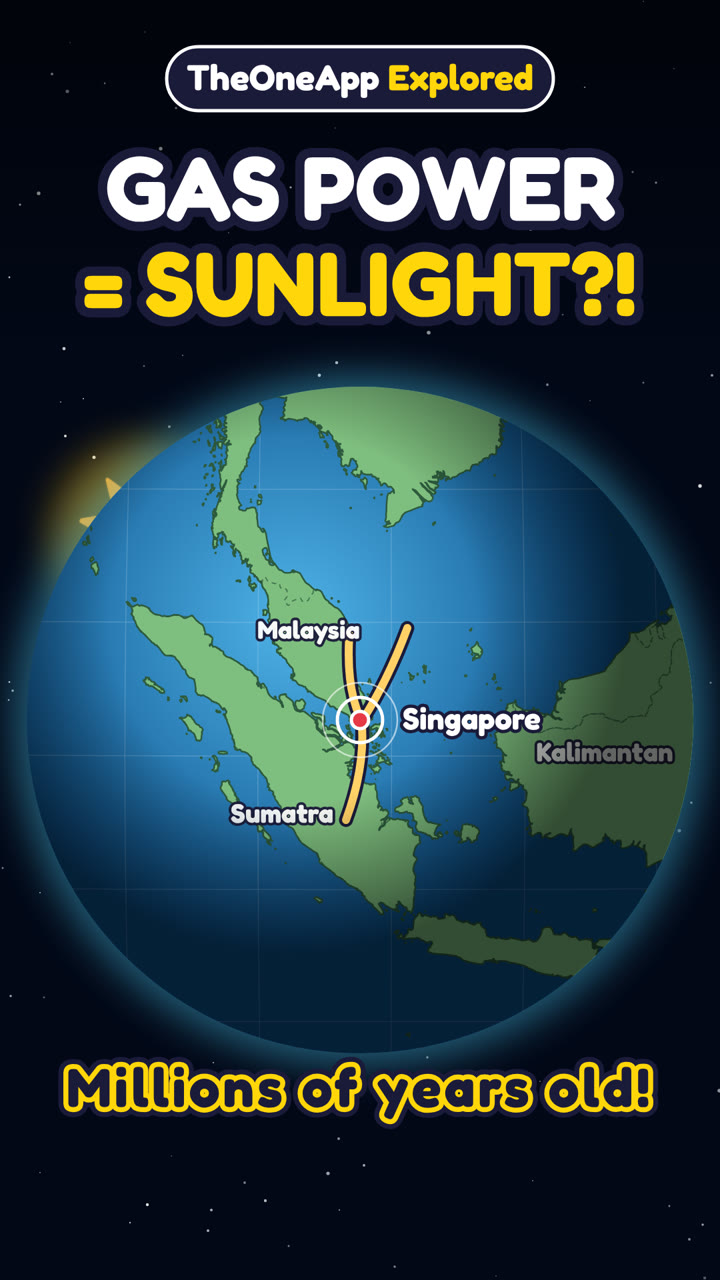 TheOneApp Explored
GAS POWER
= SUNLIGHT?!
Malaysia
Singapore
Kalimantan
Sumatra
Millions of years old!